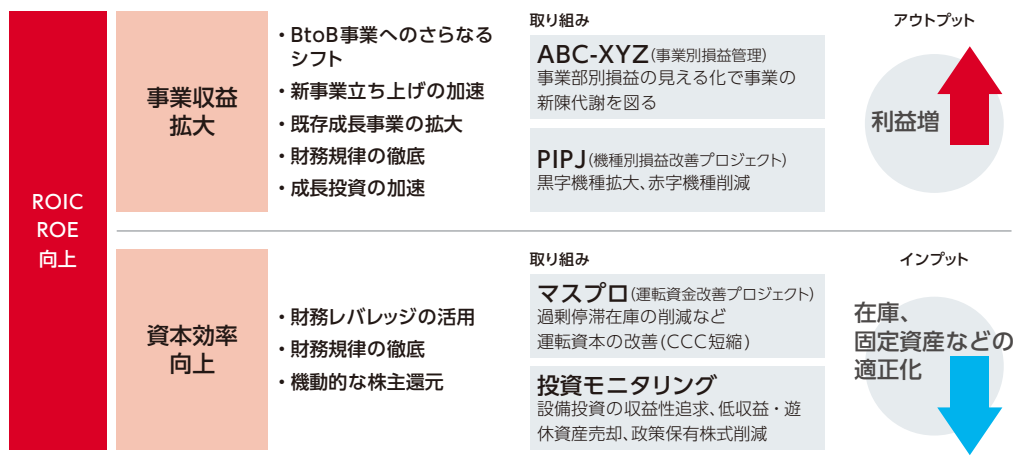 ROIC
ROE
向上
事業収益
拡大
・BtoB事業へのさらなる
シフト
・新事業立ち上げの加速
・既存成長事業の拡大
・財務規律の徹底
・成長投資の加速
取り組み
ABC-XYZ(事業別損益管理)
事業部別損益の見える化で事業の
新陳代謝を図る
PIPJ(機種別損益改善プロジェクト)
黒字機種拡大、赤字機種削減
アウトプット
利益増
資本効率
向上
・財務レバレッジの活用
・財務規律の徹底
・機動的な株主還元
取り組み
マスプロ(運転資金改善プロジェクト)
過剰停滞在庫の削減など
運転資本の改善(CCC短縮)
投資モニタリング
設備投資の収益性追求、低収益・遊
休資産売却、政策保有株式削減
インプット
在庫、
固定資産などの
適正化